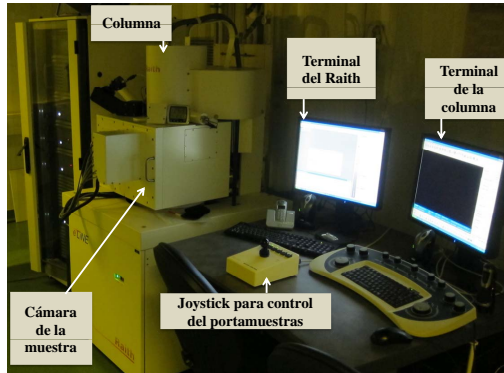 Columna
Terminal
del Raith
Terminal
de la
columna
Cámara
de la
muestra
Joystick para control
del portamuestras